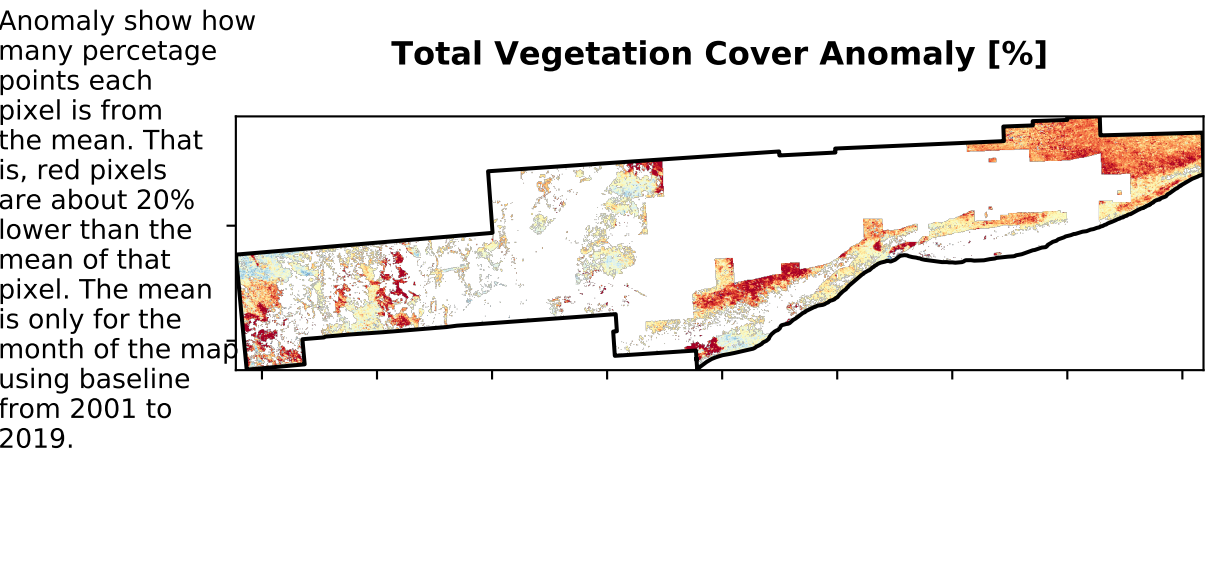 Anomaly show how
many percetage
points each
pixel is from
the mean. That
is, red pixels
are about 20%
lower than the
mean of that
pixel. The mean
is only for the
month of the map
using baseline
from 2001 to
2019.
Total Vegetation Cover Anomaly [%]